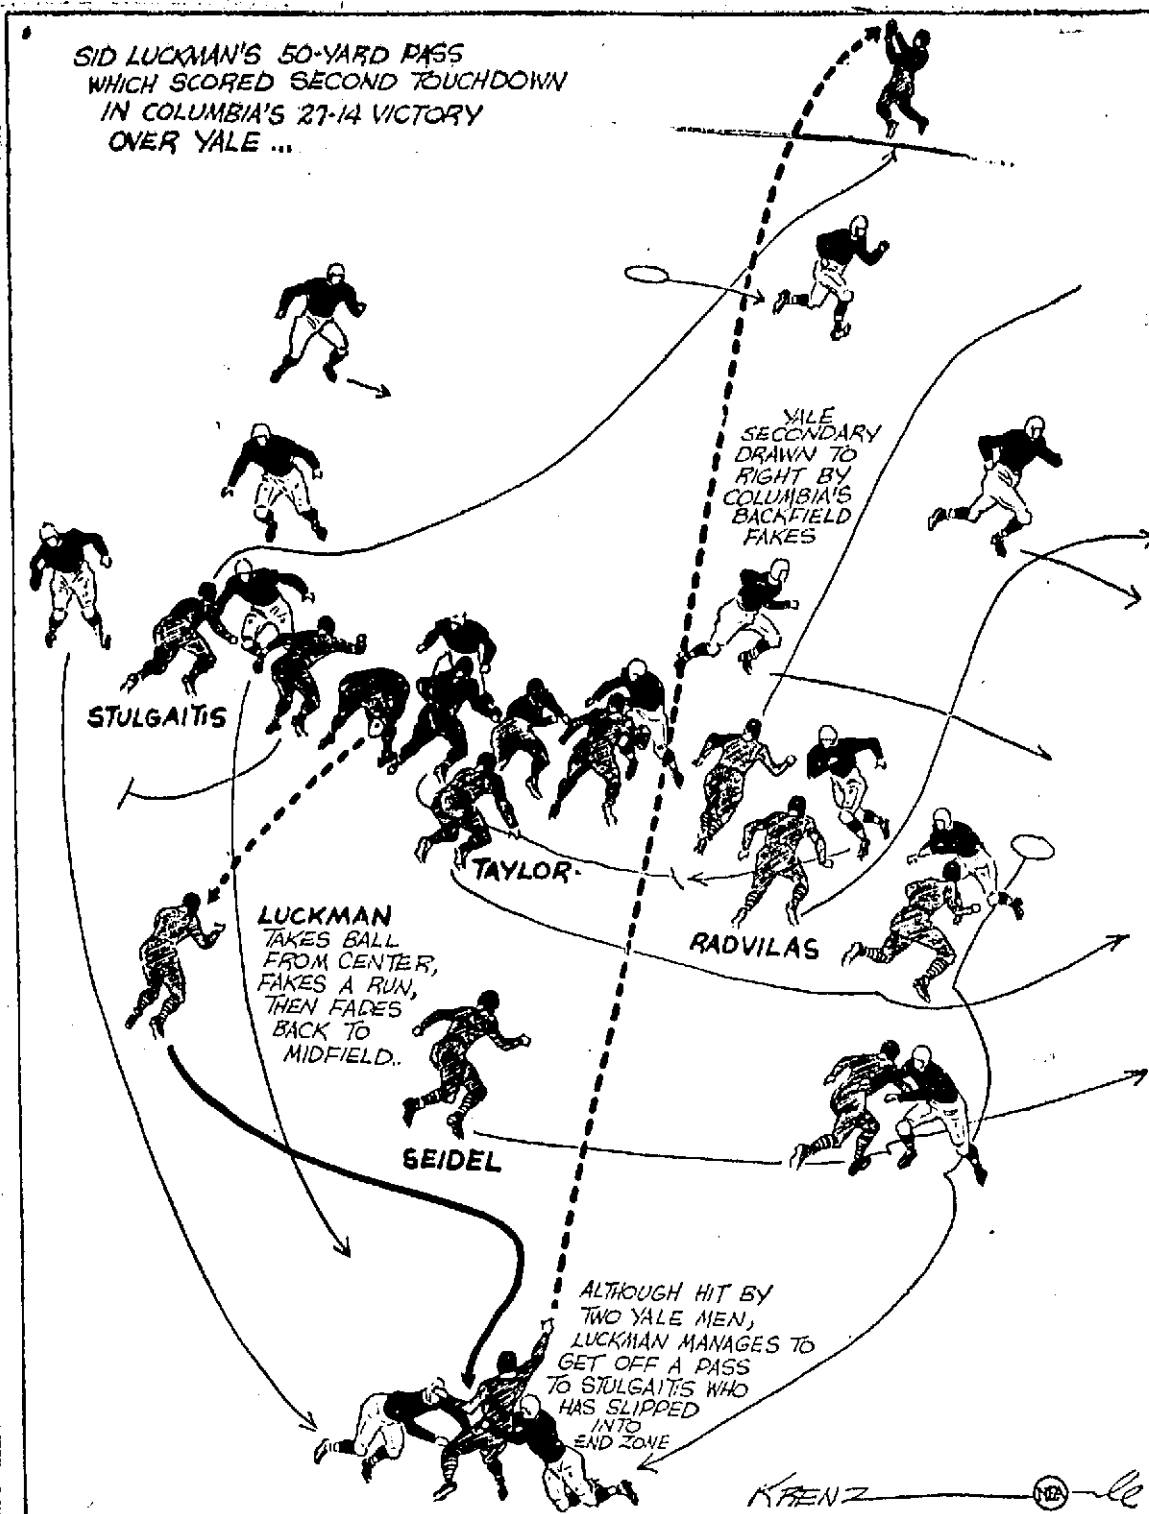 SID LUCKMAN'S 50-YARD PASS
WHICH SCORED SECOND TOUCHDOWN
IN COLUMBIA'S 27-14 VICTORY
OVER YALE ...
YALE
SECONDARY
DRAWN TO
RIGHT BY
COLUMBIA'S
BACKFIELD
FAKES
STULGAITIS
TAYLOR-
RADVILAS
LUCKMAN
TAKES BALL
FROM CENTER,
FAKES A RUN,
THEN FADES
BACK TO
MIDFIELD..
SEIDEL
ALTHOUGH HIT BY
TWO YALE MEN,
LUCKMAN MANAGES TO
GET OFF A PASS
TO STULGAITIS WHO
HAS SLIPPED
INTO
END ZONE
KRENZ
NEA